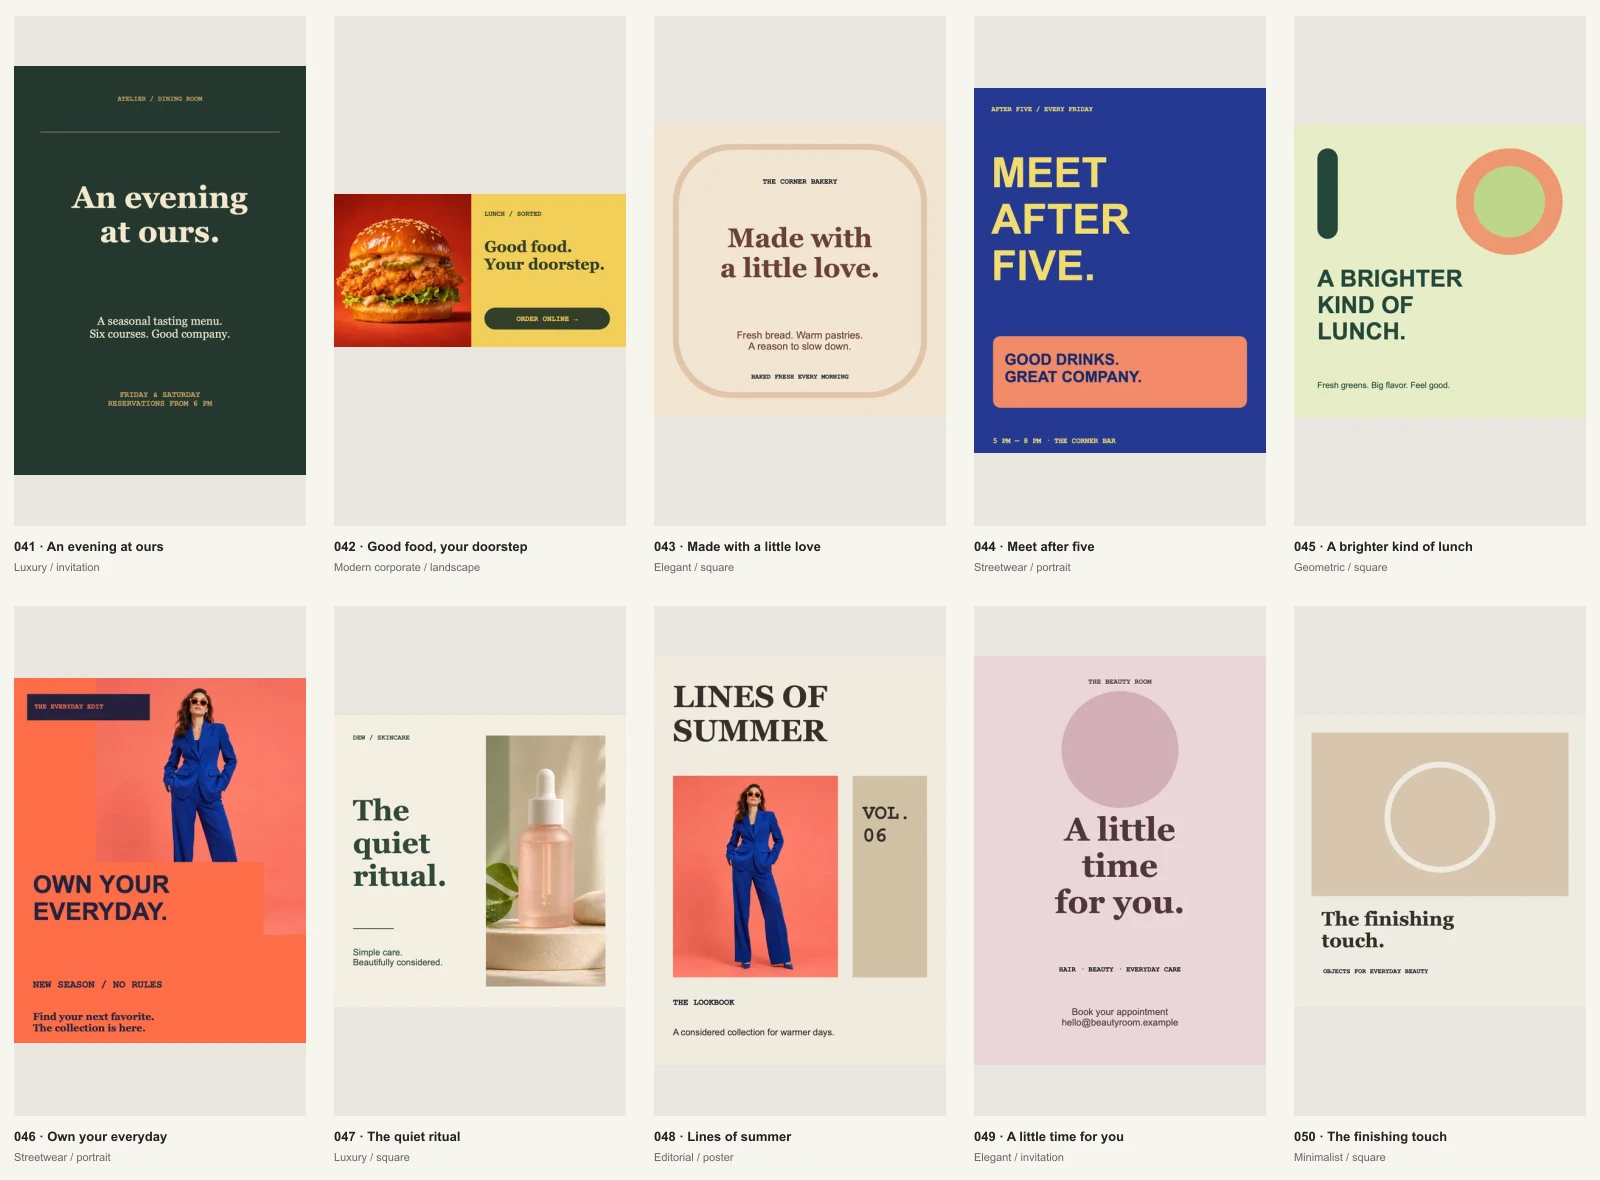 ATELIER / DINING ROOM
An evening
at ours.
A seasonal tasting menu.
Six courses. Good company.
FRIDAY & SATURDAY
RESERVATIONS FROM 6 PM
041 · An evening at ours
Luxury / invitation
LUNCH / SORTED
Good food.
Your doorstep.
ORDER ONLINE →
042 · Good food, your doorstep
Modern corporate / landscape
THE CORNER BAKERY
Made with
a little love.
Fresh bread. Warm pastries.
A reason to slow down.
BAKED FRESH EVERY MORNING
043 · Made with a little love
Elegant / square
AFTER FIVE / EVERY FRIDAY
MEET
AFTER
FIVE.
GOOD DRINKS.
GREAT COMPANY.
5 PM — 8 PM · THE CORNER BAR
044 · Meet after five
Streetwear / portrait
A BRIGHTER
KIND OF
LUNCH.
Fresh greens. Big flavor. Feel good.
045 · A brighter kind of lunch
Geometric / square
THE EVERYDAY EDIT
OWN YOUR
EVERYDAY.
NEW SEASON / NO RULES
Find your next favorite.
The collection is here.
046 · Own your everyday
Streetwear / portrait
DEW / SKINCARE
The
quiet
ritual.
Simple care.
Beautifully considered.
047 · The quiet ritual
Luxury / square
LINES OF
SUMMER
VOL.
06
THE LOOKBOOK
A considered collection for warmer days.
048 · Lines of summer
Editorial / poster
THE BEAUTY ROOM
A little
time
for you.
HAIR · BEAUTY · EVERYDAY CARE
Book your appointment
hello@beautyroom.example
049 · A little time for you
Elegant / invitation
The finishing
touch.
OBJECTS FOR EVERYDAY BEAUTY
050 · The finishing touch
Minimalist / square